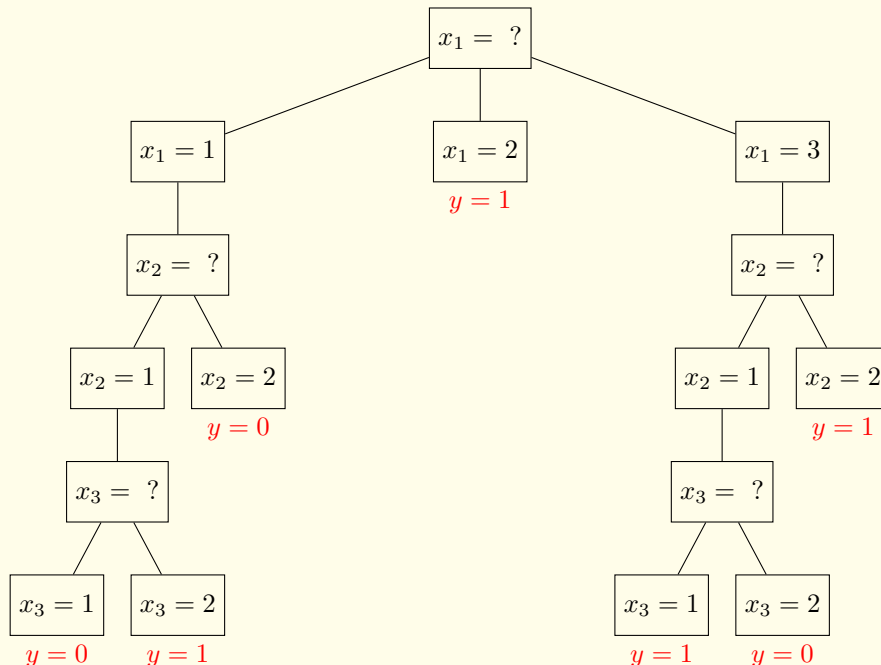 x₁ = ?
x₁ = 1
x₁ = 2
x₁ = 3
y = 1
x₂ = ?
x₂ = ?
x₂ = 1
x₂ = 2
x₂ = 1
x₂ = 2
y = 0
y = 1
x₃ = ?
x₃ = ?
x₃ = 1
x₃ = 2
x₃ = 1
x₃ = 2
y = 0
y = 1
y = 1
y = 0